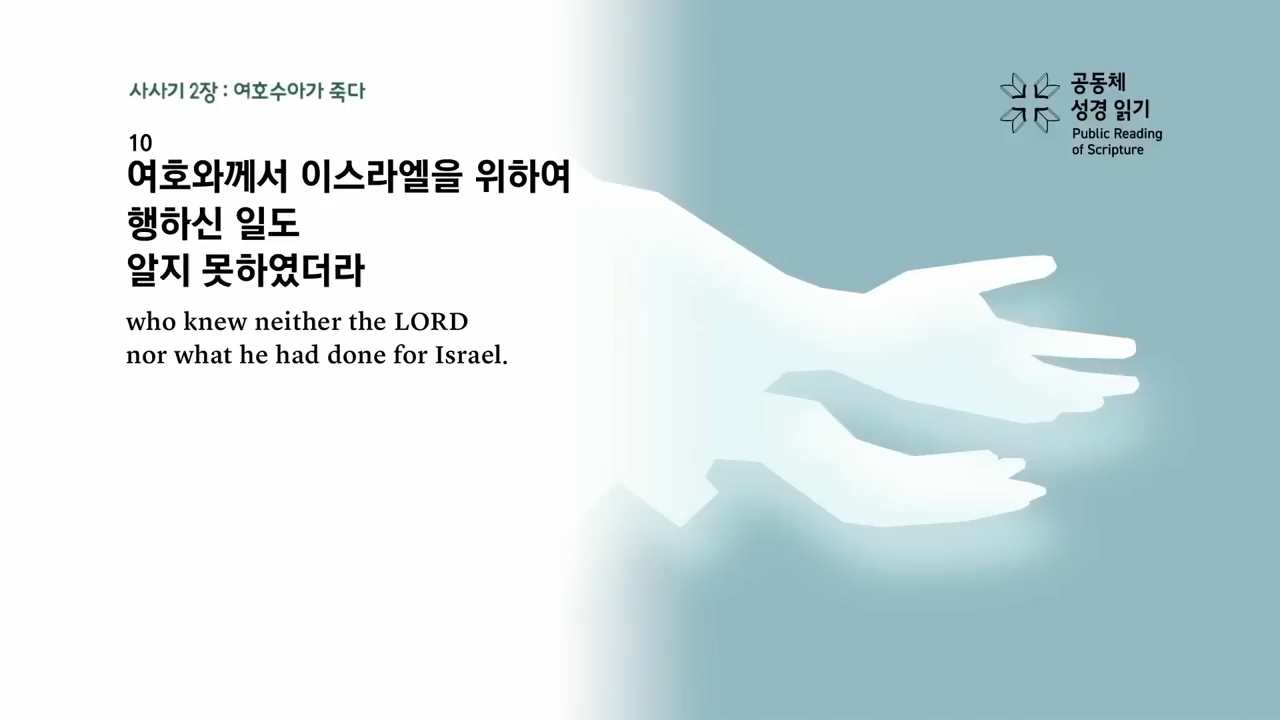 사사기 2장 : 여호수아가 죽다
10
여호와께서 이스라엘을 위하여
행하신 일도
알지 못하였더라
who knew neither the LORD
nor what he had done for Israel.
공동체
성경 읽기
Public Reading
of Scripture